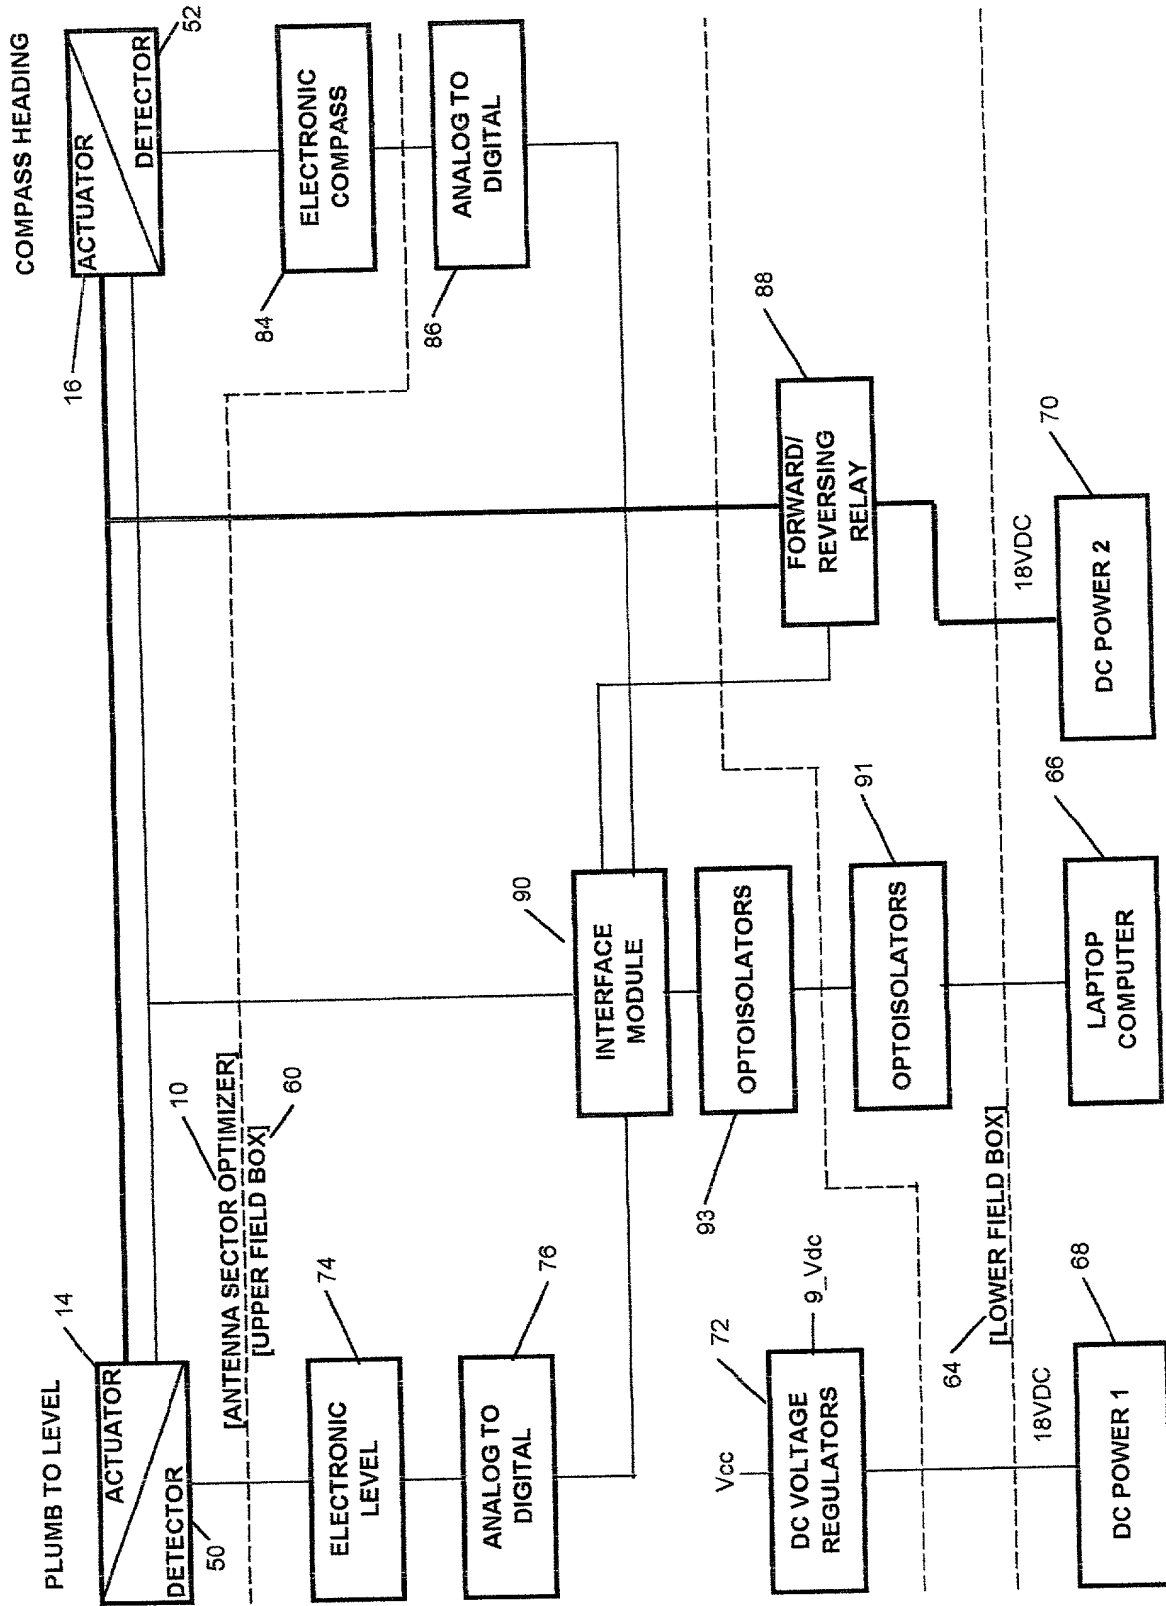 PLUMB TO LEVEL
COMPASS HEADING
14
ACTUATOR
DETECTOR
50
16
ACTUATOR
DETECTOR
52
[ANTENNA SECTOR OPTIMIZER]
10
[UPPER FIELD BOX]
60
74
ELECTRONIC
LEVEL
84
ELECTRONIC
COMPASS
76
ANALOG TO
DIGITAL
86
ANALOG TO
DIGITAL
90
INTERFACE
MODULE
93
OPTOISOLATORS
88
FORWARD/
REVERSING
RELAY
Vcc
72
9_Vdc
DC VOLTAGE
REGULATORS
91
OPTOISOLATORS
64
[LOWER FIELD BOX]
18VDC
68
DC POWER 1
66
LAPTOP
COMPUTER
18VDC
70
DC POWER 2